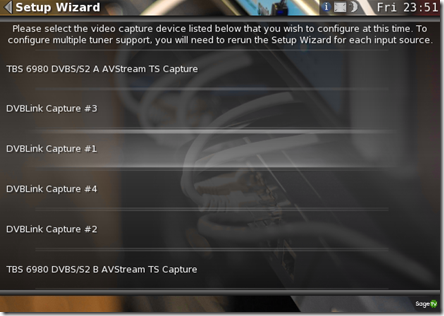 Setup Wizard
Fri 23:51
Please select the video capture device listed below that you wish to configure at this time. To
configure multiple tuner support, you will need to rerun the Setup Wizard for each input source.
TBS 6980 DVBS/S2 A AVStream TS Capture
DVBLink Capture #3
DVBLink Capture #1
DVBLink Capture #4
DVBLink Capture #2
TBS 6980 DVBS/S2 B AVStream TS Capture
Sage tv